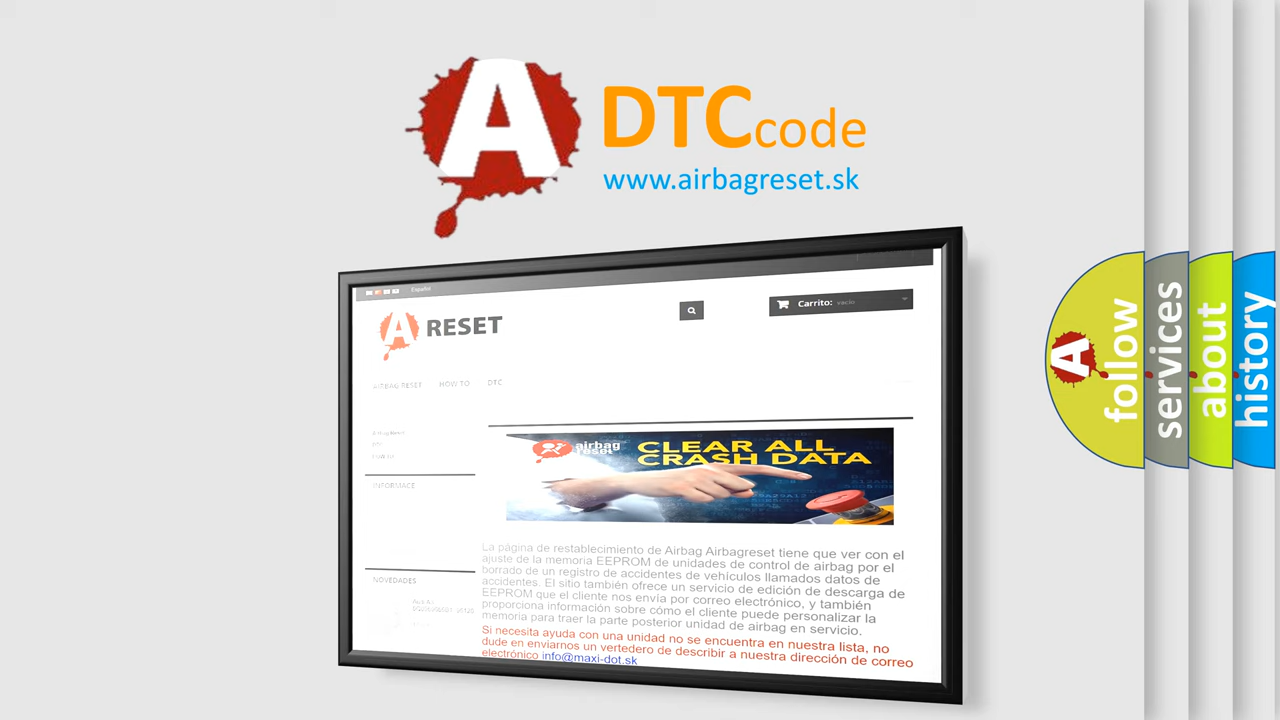 A
DTC code
www.airbagreset.sk
Español
A RESET
Carrito: vacío
AIRBAG RESET HOW TO DTC
INFORMACE
NOVEDADES
airbag
reset
CLEAR ALL
CRASH DATA
La página de restablecimiento de Airbag Airbagreset tiene que ver con el
ajuste de la memoria EEPROM de unidades de control de airbag por el
borrado de un registro de accidentes de vehículos llamados datos de
accidentes. El sitio también ofrece un servicio de edición de descarga de
EEPROM que el cliente nos envía por correo electrónico, y también
proporciona información sobre cómo el cliente puede personalizar la
memoria para traer la parte posterior unidad de airbag en servicio.
Si necesita ayuda con una unidad no se encuentra en nuestra lista, no
dude en enviarnos un vertedero de describir a nuestra dirección de correo
electrónico info@maxi-dot.sk
A
follow
services
about
history